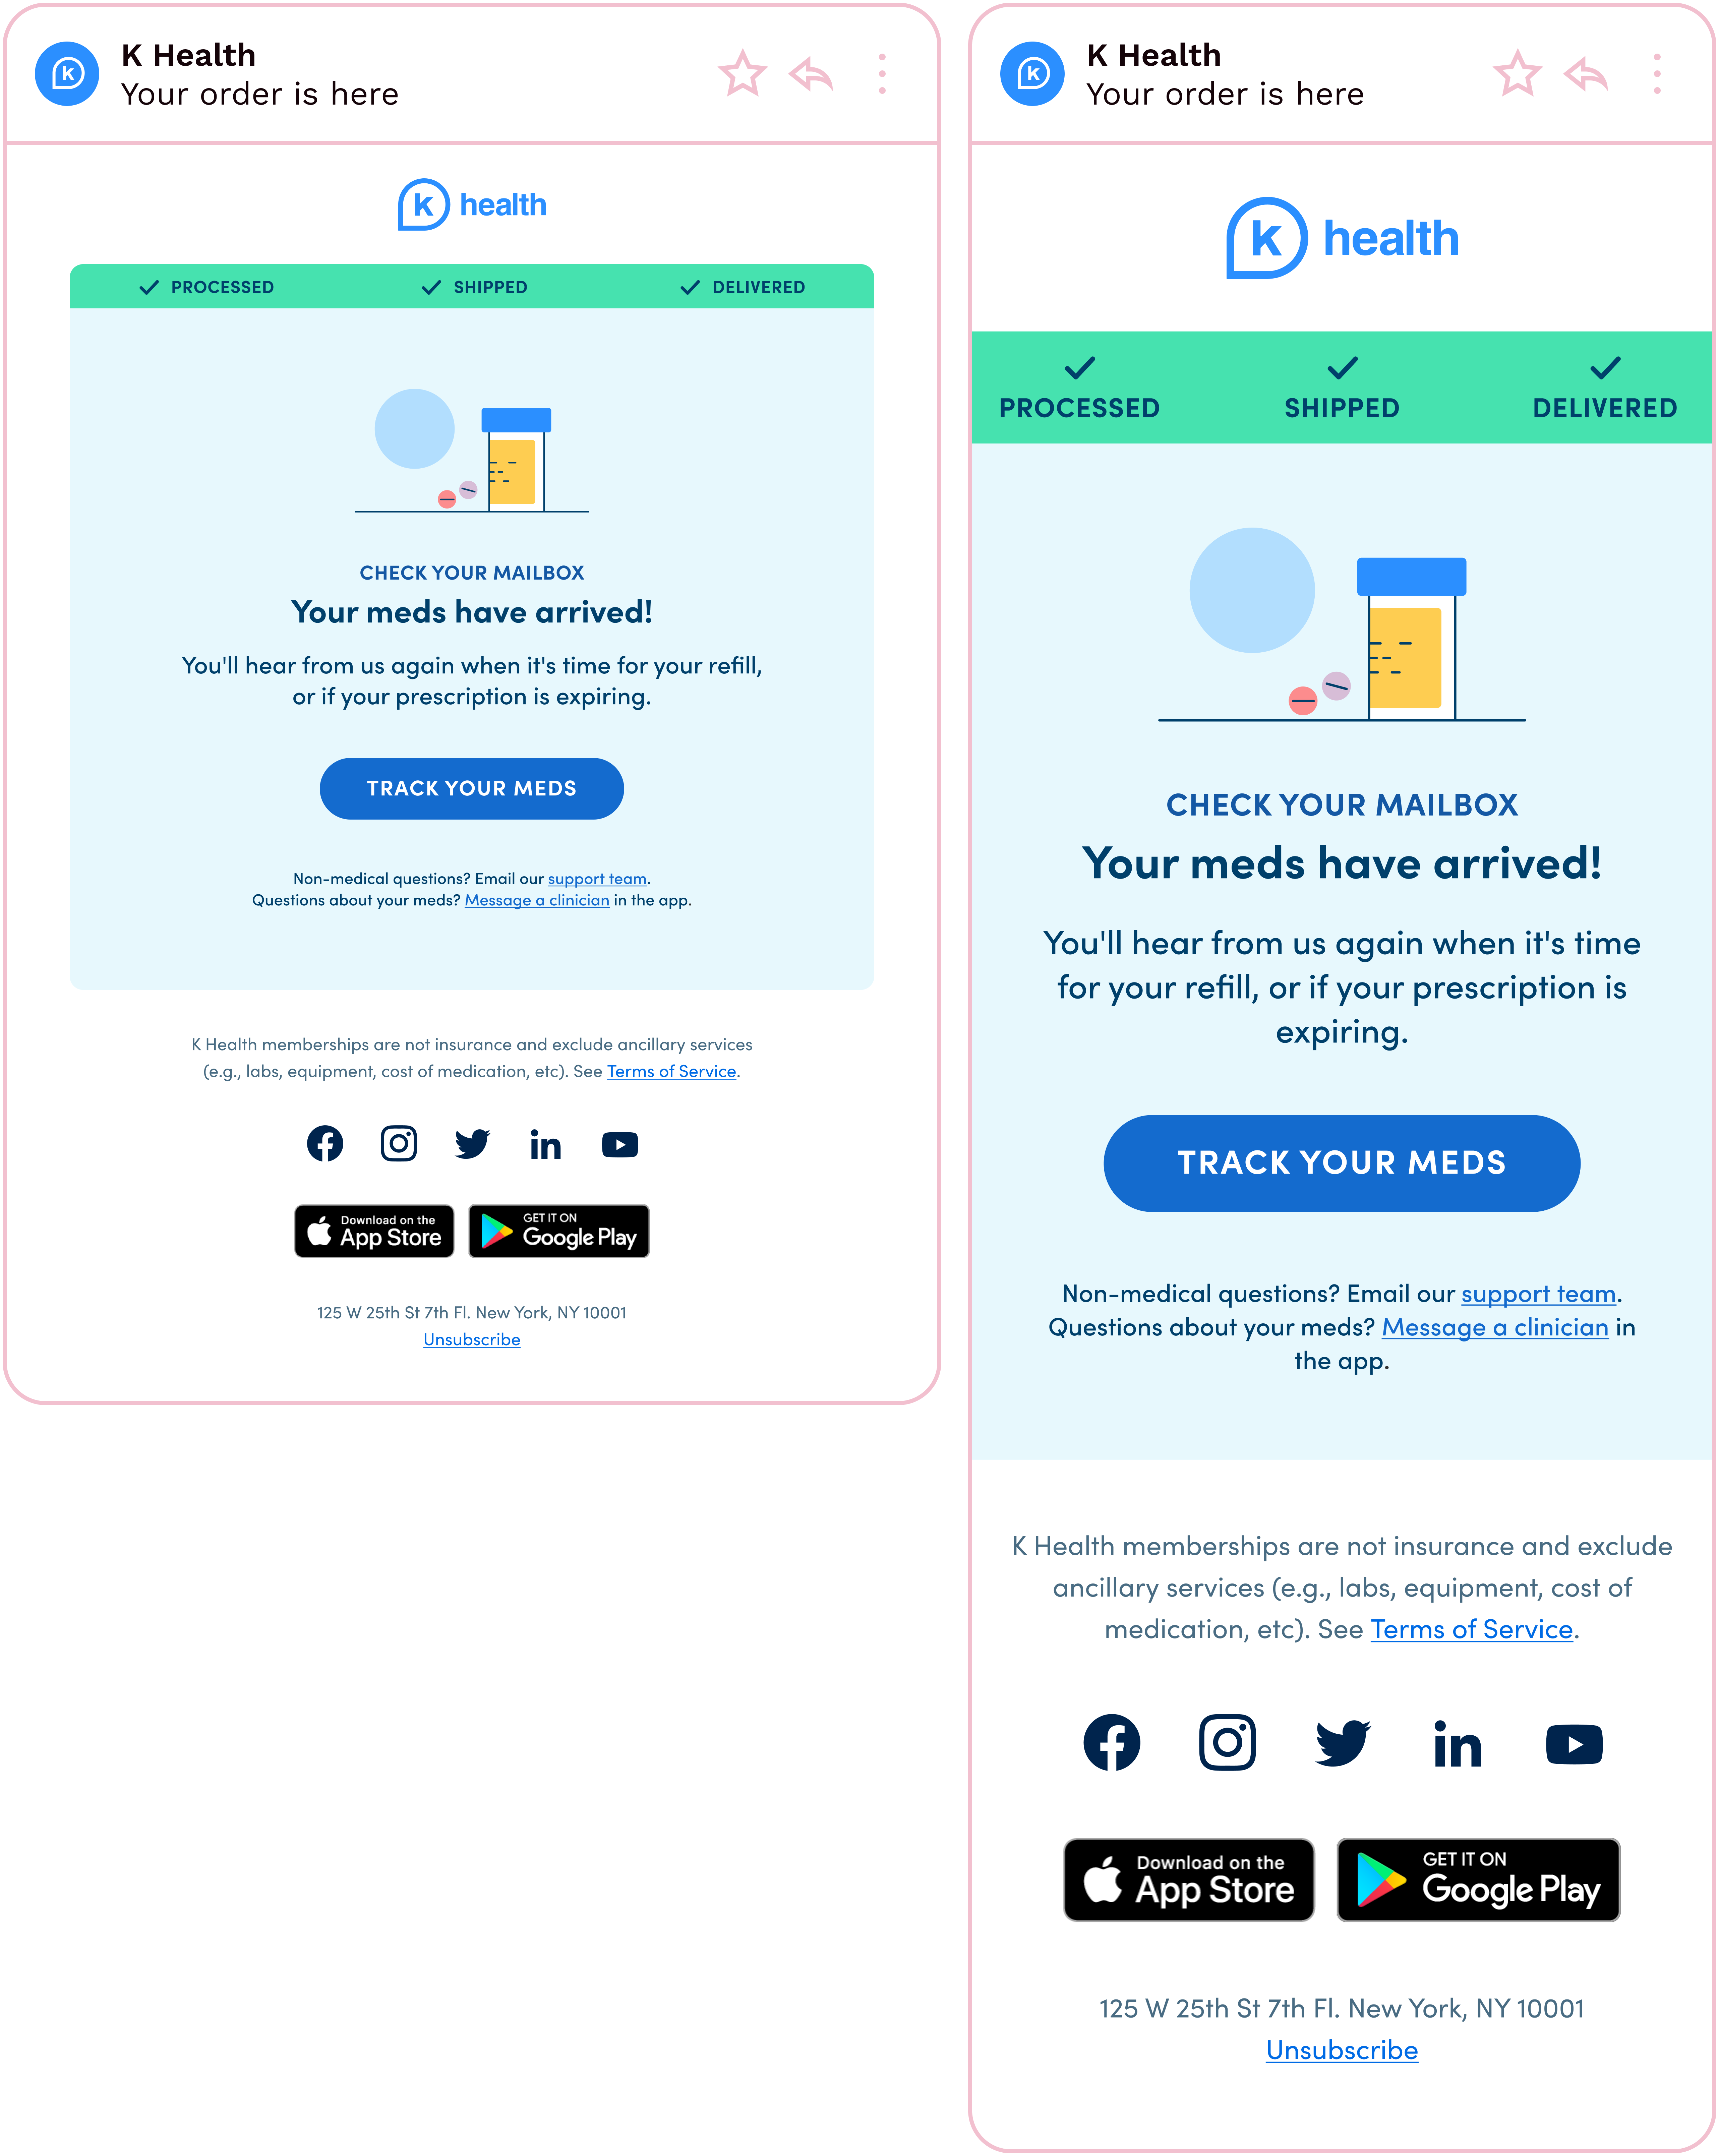 K Health
Your order is here
k health
PROCESSED SHIPPED DELIVERED
CHECK YOUR MAILBOX
Your meds have arrived!
You'll hear from us again when it's time for your refill,
or if your prescription is expiring.
TRACK YOUR MEDS
Non-medical questions? Email our support team.
Questions about your meds? Message a clinician in the app.
K Health memberships are not insurance and exclude ancillary services
(e.g., labs, equipment, cost of medication, etc). See Terms of Service.
Download on the
App Store
GET IT ON
Google Play
125 W 25th St 7th Fl. New York, NY 10001
Unsubscribe
K Health
Your order is here
k health
PROCESSED SHIPPED DELIVERED
CHECK YOUR MAILBOX
Your meds have arrived!
You'll hear from us again when it's time
for your refill, or if your prescription is
expiring.
TRACK YOUR MEDS
Non-medical questions? Email our support team.
Questions about your meds? Message a clinician in
the app.
K Health memberships are not insurance and exclude
ancillary services (e.g., labs, equipment, cost of
medication, etc). See Terms of Service.
Download on the
App Store
GET IT ON
Google Play
125 W 25th St 7th Fl. New York, NY 10001
Unsubscribe